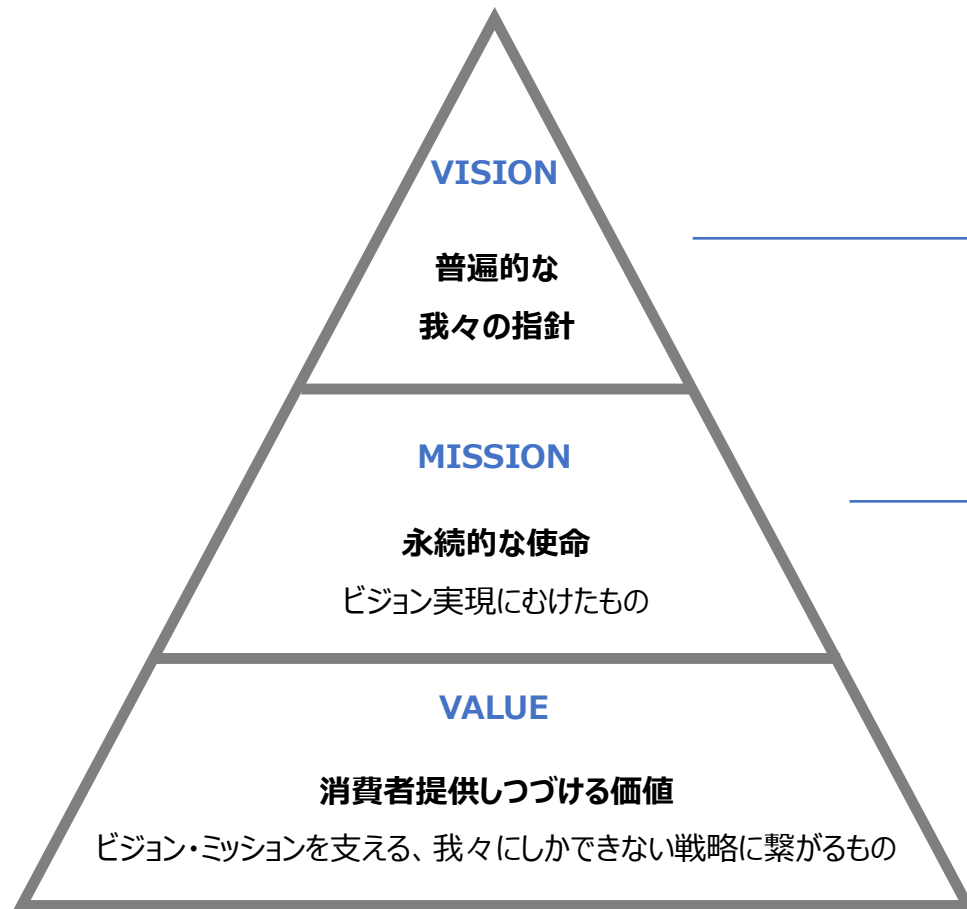 VISION
普遍的な
我々の指針
MISSION
永続的な使命
ビジョン実現にむけたもの
VALUE
消費者提供しつづける価値
ビジョン・ミッションを支える、我々にしかできない戦略に繋がるもの